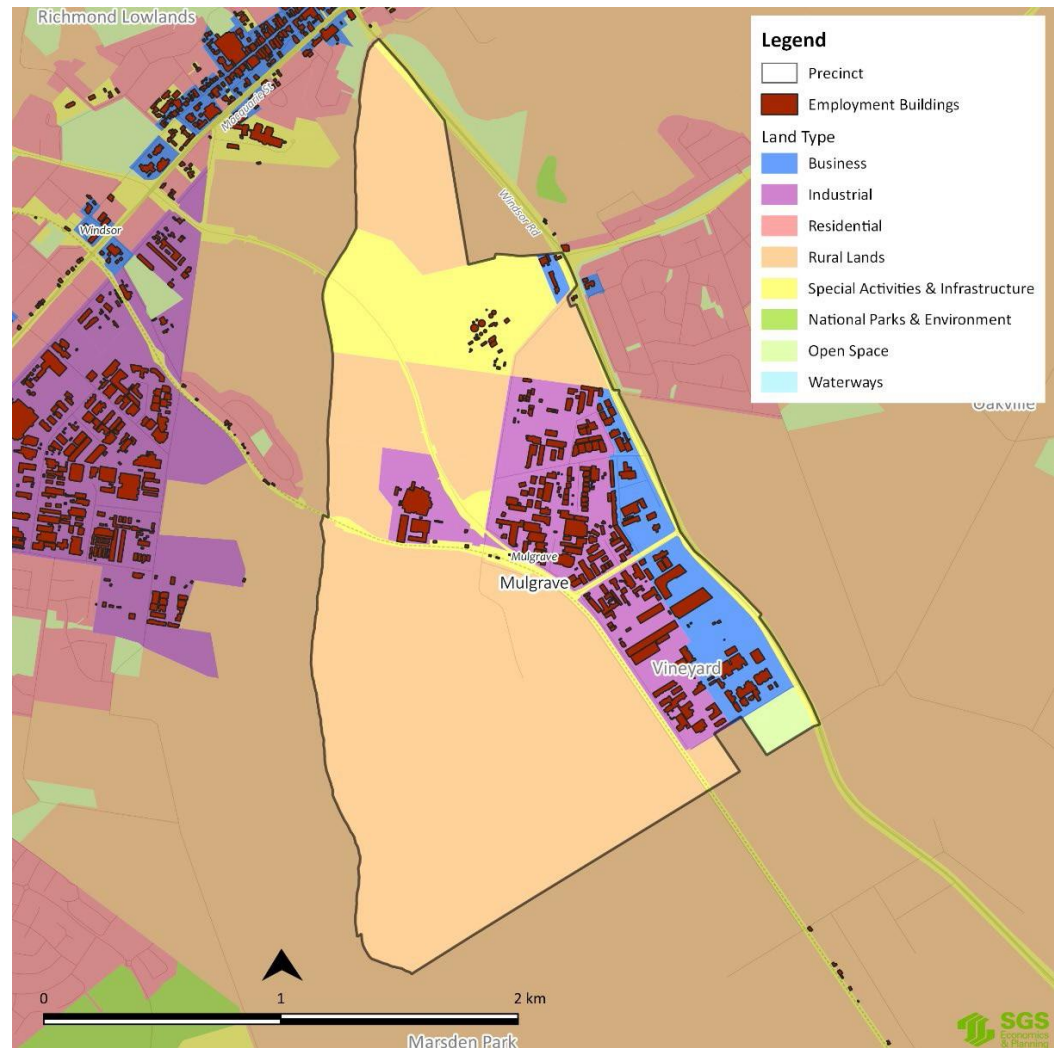 Richmond Lowlands
Macquarie St
Windsor
Windsor Rd
Legend
Precinct
Employment Buildings
Land Type
Business
Industrial
Residential
Rural Lands
Special Activities & Infrastructure
National Parks & Environment
Open Space
Waterways
Oakville
Mulgrave
Mulgrave
Vineyard
0 1 2 km
Marsden Park
SGS
Economics
& Planning